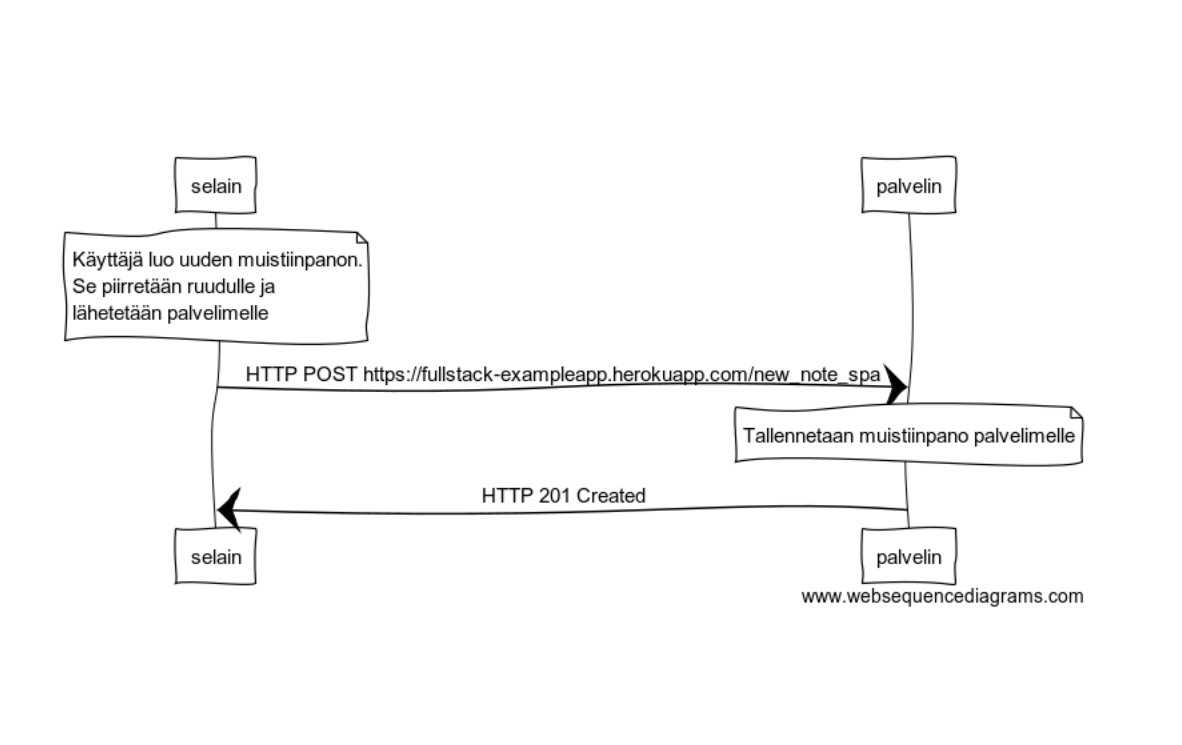 selain
palvelin
Käyttäjä luo uuden muistiinpanon.
Se piirretään ruudulle ja
lähetetään palvelimelle
HTTP POST https://fullstack-exampleapp.herokuapp.com/new_note_spa
Tallennetaan muistiinpano palvelimelle
HTTP 201 Created
selain
palvelin
www.websequencediagrams.com